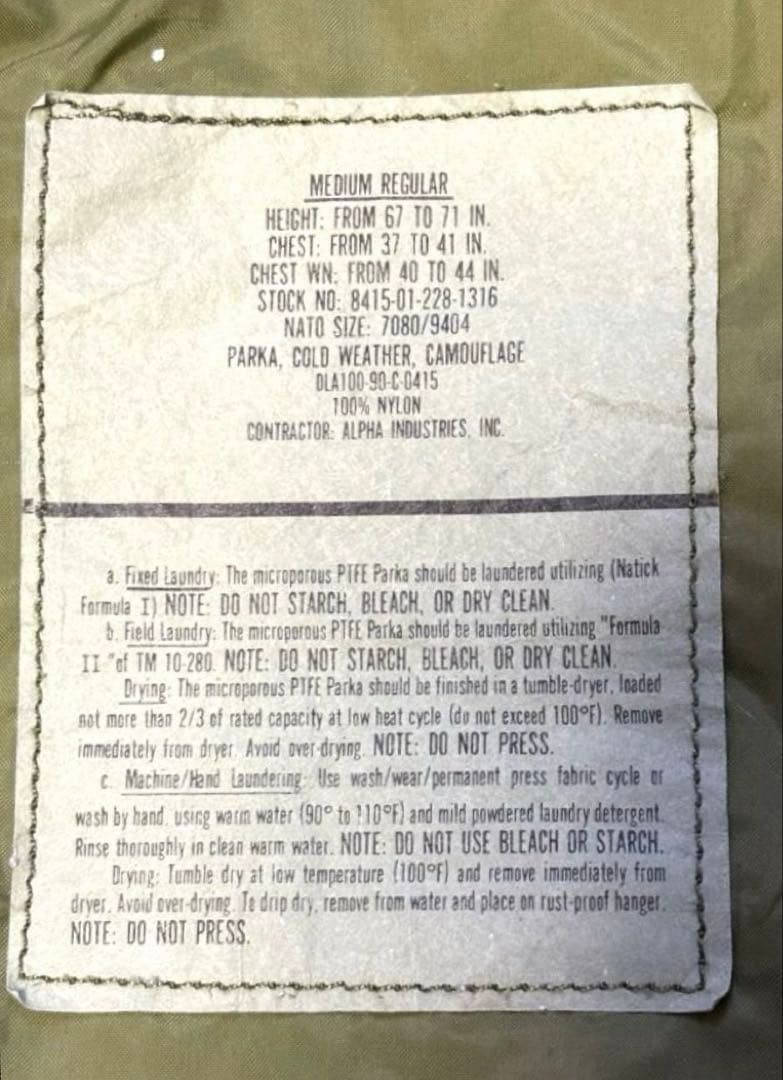 MEDIUM REGULAR
HEIGHT: FROM 67 TO 71 IN.
CHEST: FROM 37 TO 41 IN.
CHEST WN: FROM 40 TO 44 IN.
STOCK NO: 8415-01-228-1316
NATO SIZE: 7080/9404
PARKA, COLD WEATHER, CAMOUFLAGE
DLA100-90-C-0415
100% NYLON
CONTRACTOR: ALPHA INDUSTRIES, INC.
a. Fixed Laundry: The microporous PTFE Parka should be laundered utilizing (Natick
Formula I) NOTE: DO NOT STARCH, BLEACH, OR DRY CLEAN.
b. Field Laundry: The microporous PTFE Parka should be laundered utilizing "Formula
II "of TM 10-280. NOTE: DO NOT STARCH, BLEACH, OR DRY CLEAN.
Drying: The microporous PTFE Parka should be finished in a tumble-dryer, loaded
not more than 2/3 of rated capacity at low heat cycle (do not exceed 100°F). Remove
immediately from dryer. Avoid over-drying. NOTE: DO NOT PRESS.
c. Machine/Hand Laundering: Use wash/wear/permanent press fabric cycle or
wash by hand, using warm water (90° to 110°F) and mild powdered laundry detergent.
Rinse thoroughly in clean warm water. NOTE: DO NOT USE BLEACH OR STARCH.
Drying: Tumble dry at low temperature (100°F) and remove immediately from
dryer. Avoid over-drying. To drip dry, remove from water and place on rust-proof hanger.
NOTE: DO NOT PRESS.